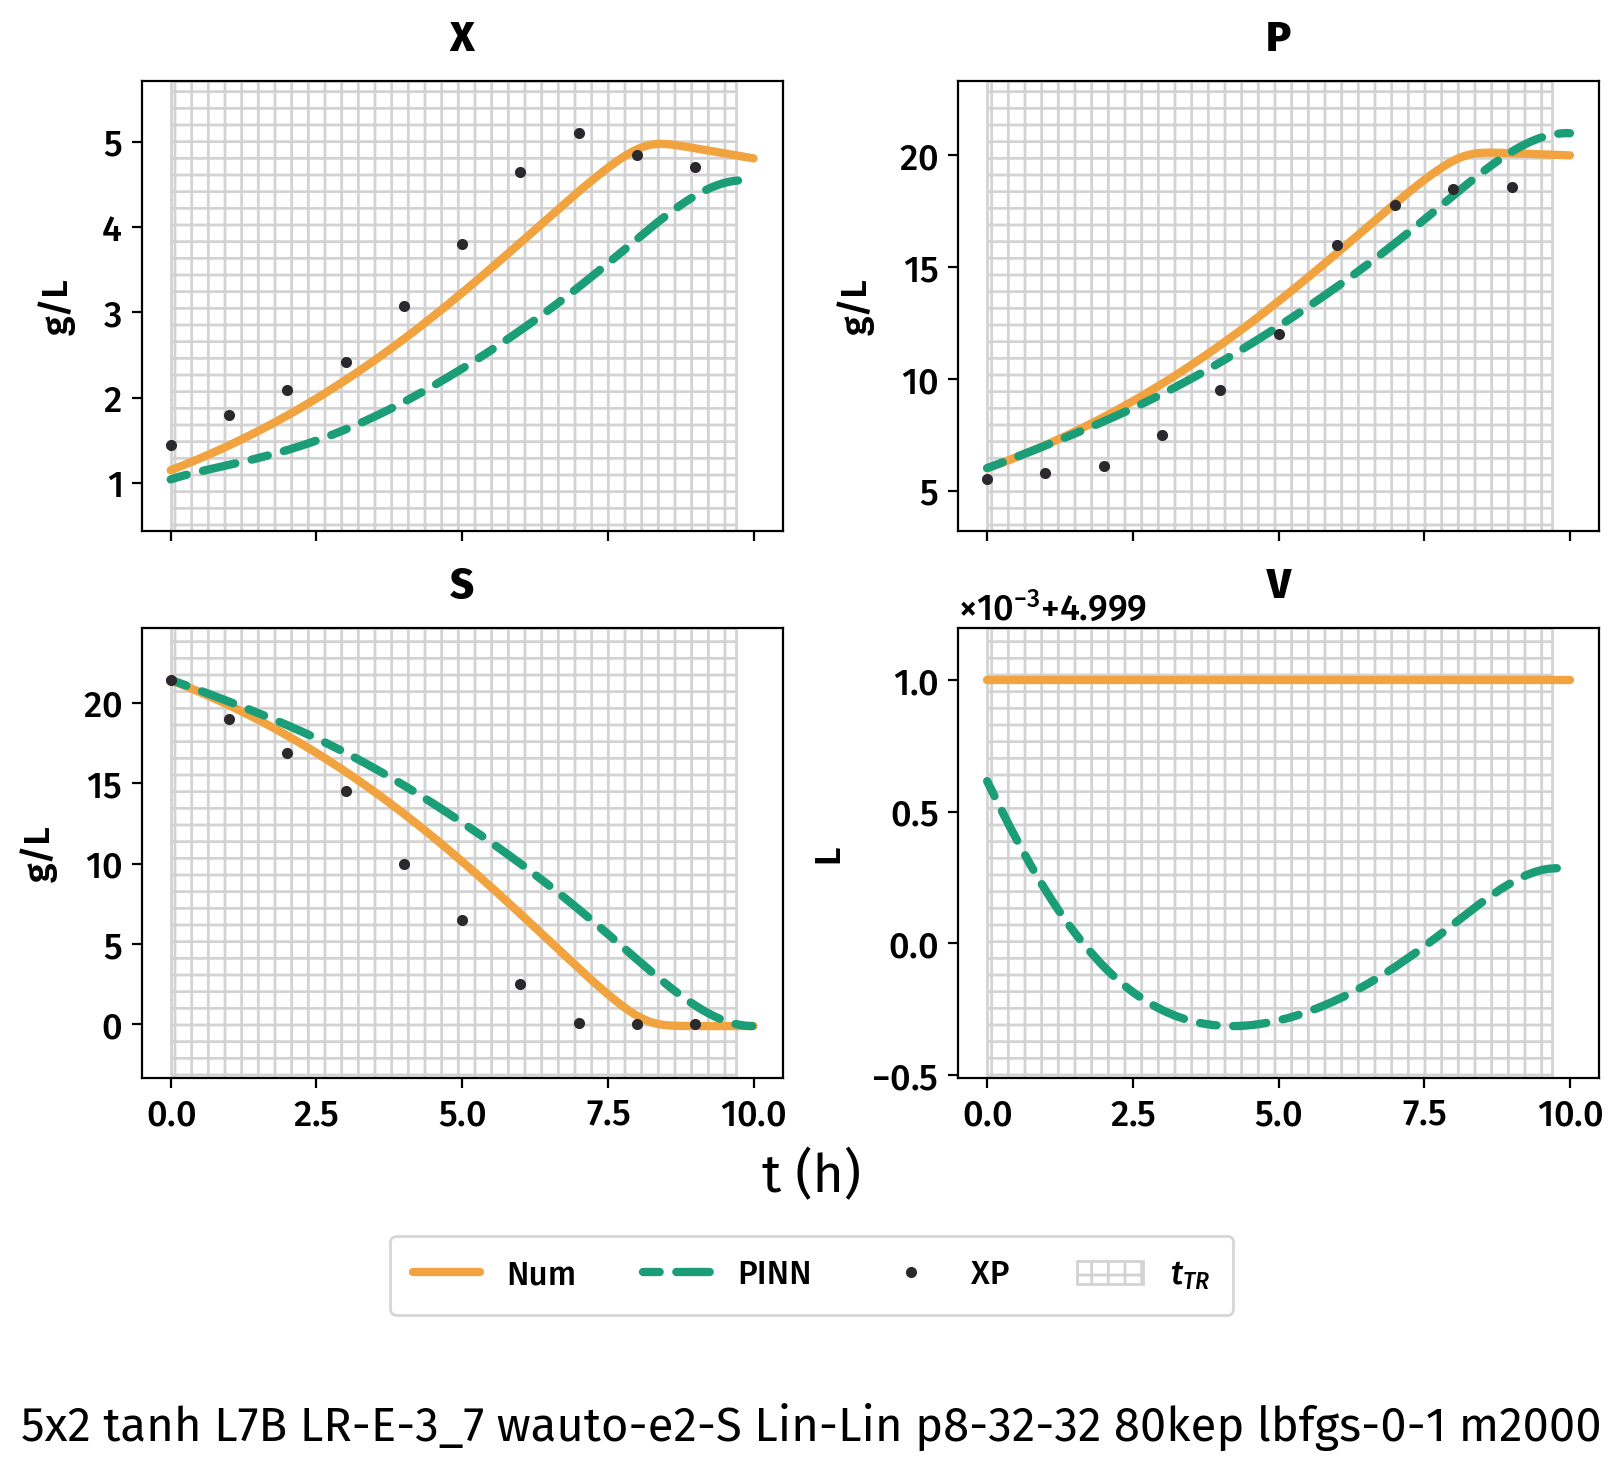 X
P
g/L
5
4
3
2
1
g/L
20
15
10
5
S
V
×10⁻³+4.999
g/L
20
15
10
5
0
L
1.0
0.5
0.0
−0.5
0.0 2.5 5.0 7.5 10.0
0.0 2.5 5.0 7.5 10.0
t (h)
Num PINN XP t_TR
5x2 tanh L7B LR-E-3_7 wauto-e2-S Lin-Lin p8-32-32 80kep lbfgs-0-1 m2000